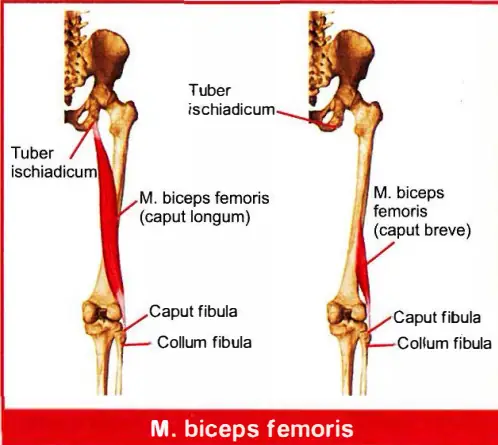 Tuber
ischiadicum
Tuber
ischiadicum
M. biceps femoris
(caput longum)
M. biceps
femoris
(caput breve)
Caput fibula
Collum fibula
Caput fibula
Collum fibula
M. biceps femoris